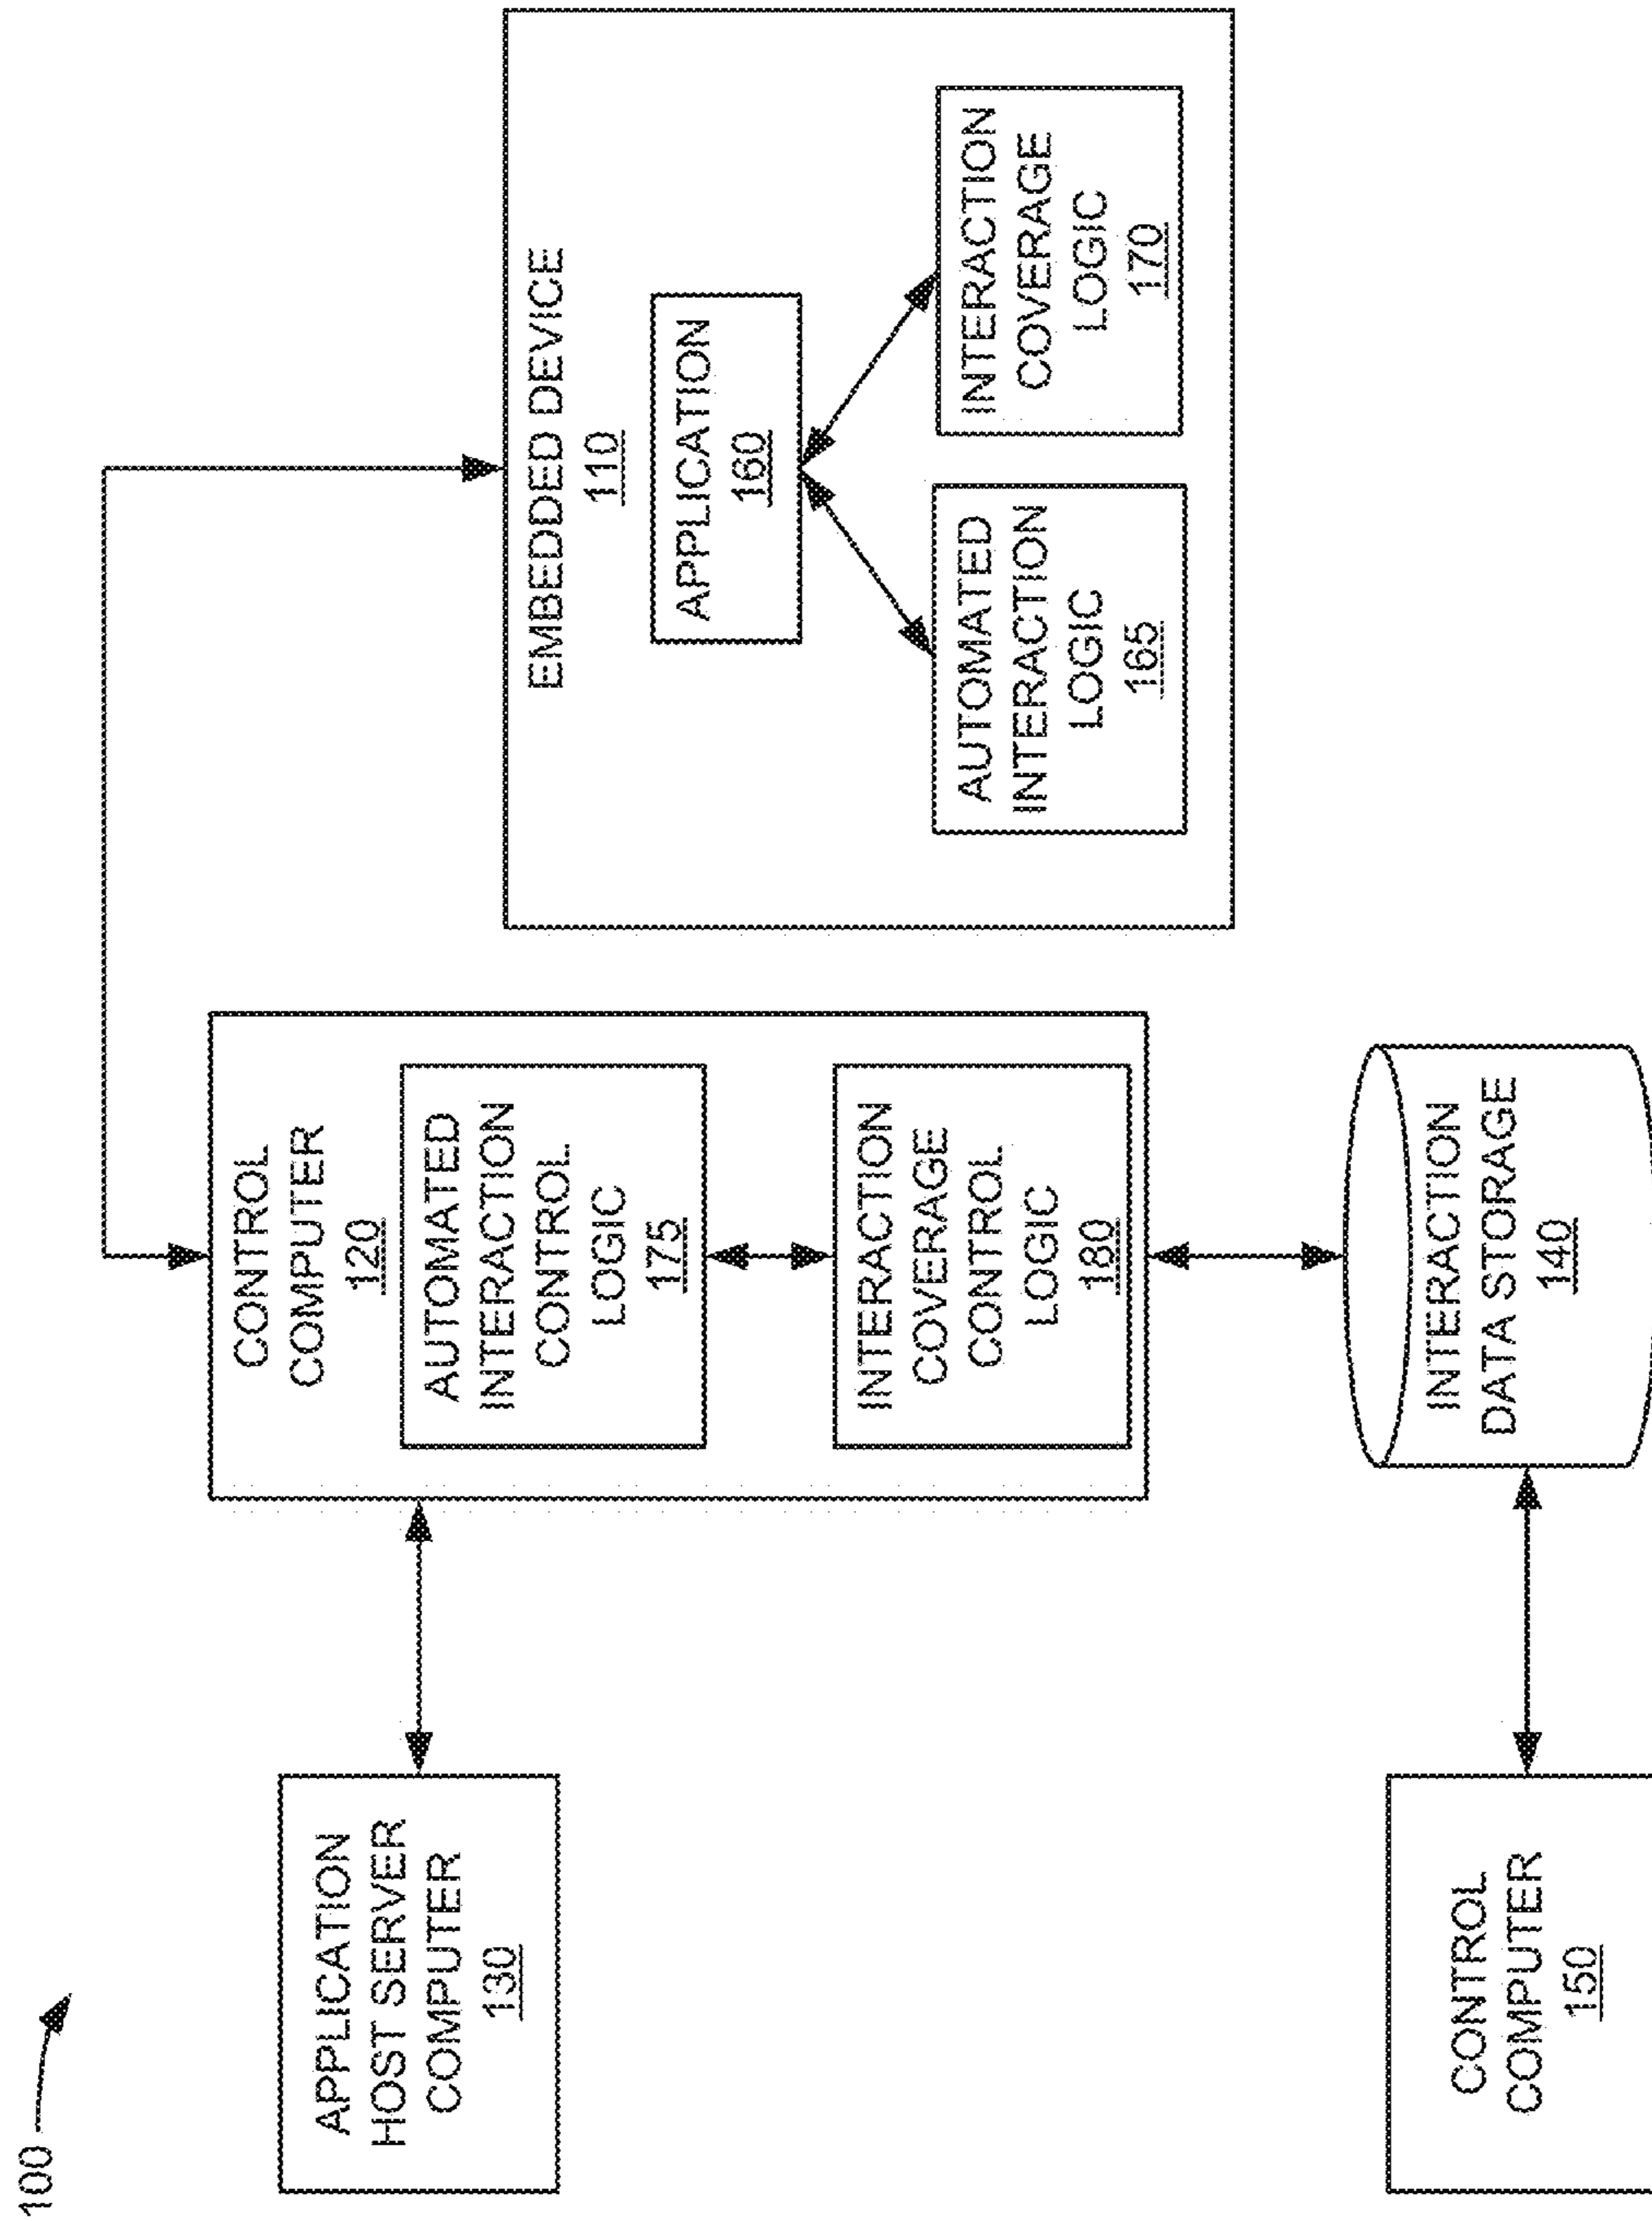 100
APPLICATION
HOST SERVER
COMPUTER
130
CONTROL
COMPUTER
120
AUTOMATED
INTERACTION
CONTROL
LOGIC
175
INTERACTION
COVERAGE
CONTROL
LOGIC
180
EMBEDDED DEVICE
110
APPLICATION
160
AUTOMATED
INTERACTION
LOGIC
165
INTERACTION
COVERAGE
LOGIC
170
CONTROL
COMPUTER
150
INTERACTION
DATA STORAGE
140